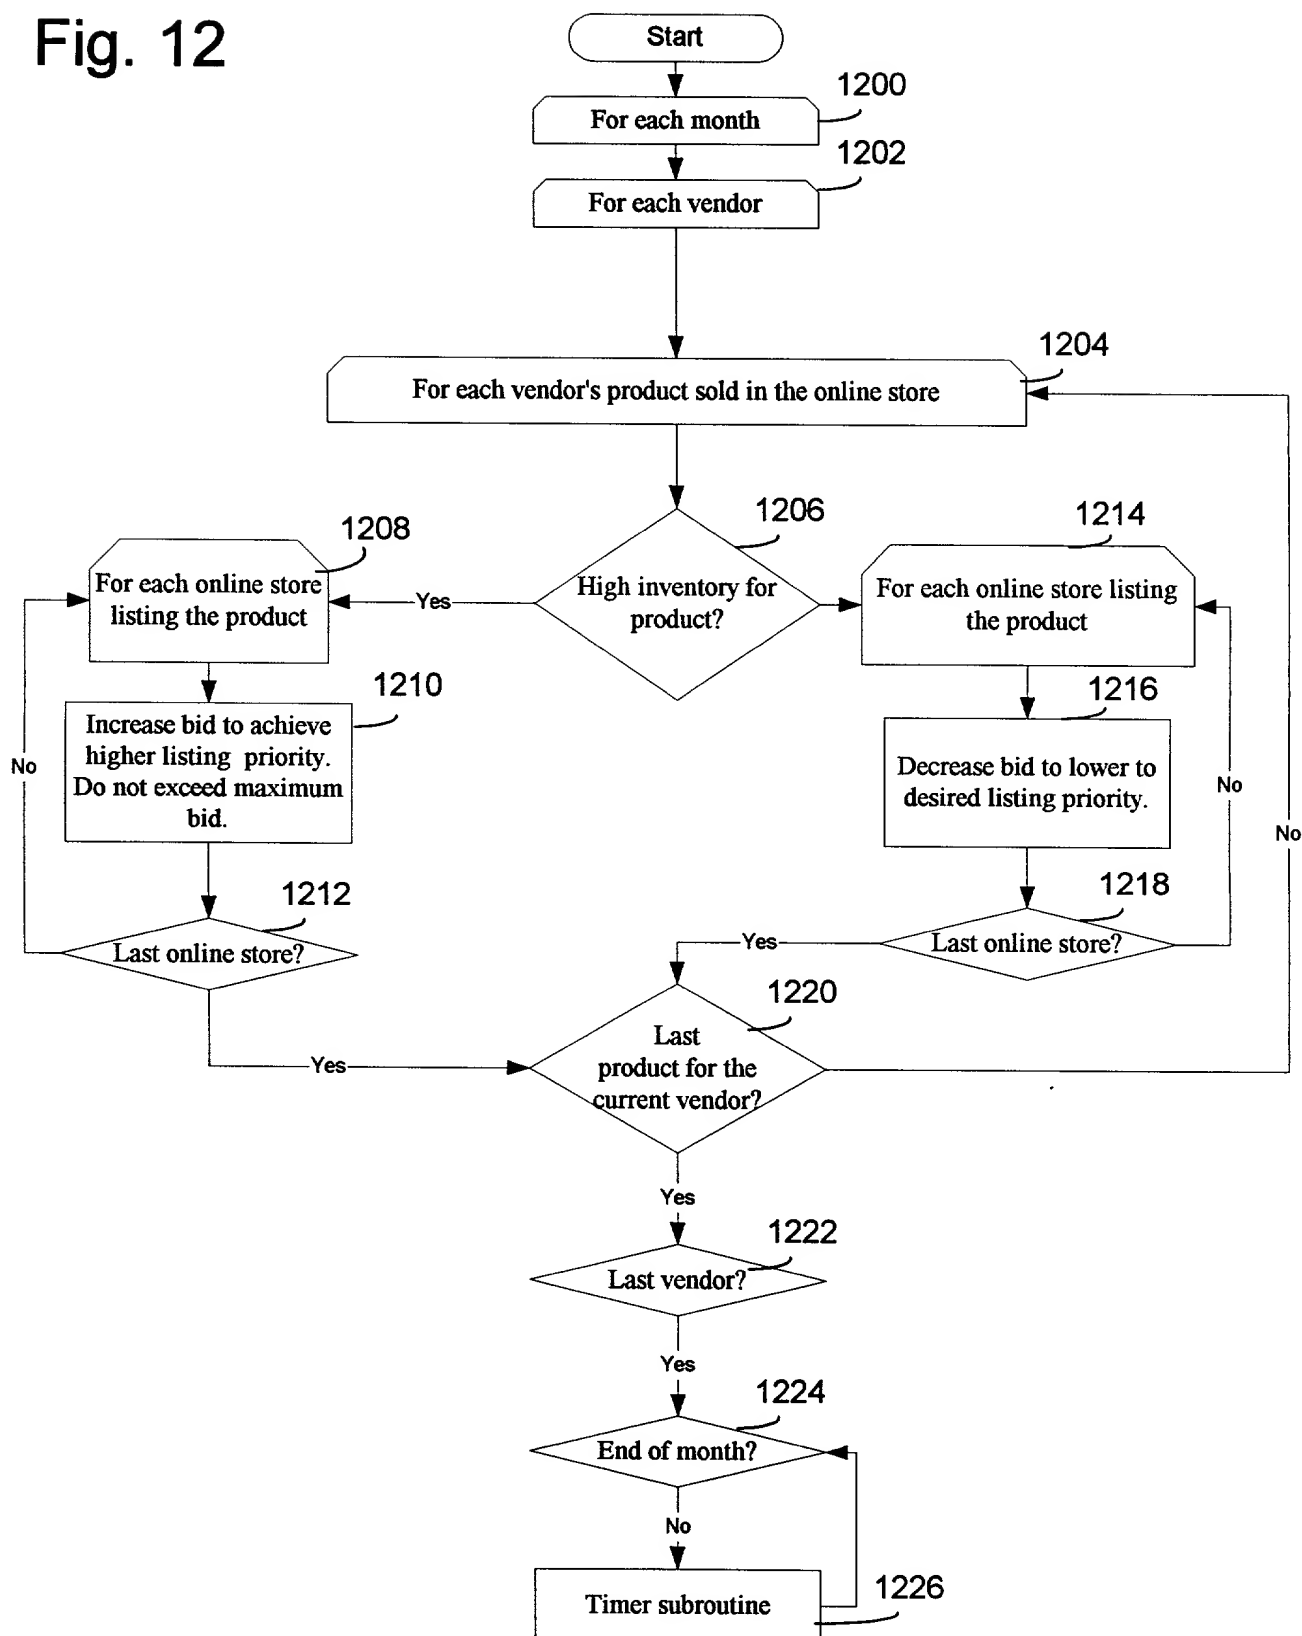 Fig. 12
Start
1200
For each month
1202
For each vendor
1204
For each vendor's product sold in the online store
1206
High inventory for
product?
1208
For each online store
listing the product
Yes
1214
For each online store listing
the product
1210
Increase bid to achieve
higher listing priority.
Do not exceed maximum
bid.
No
1216
Decrease bid to lower to
desired listing priority.
No
No
1212
Last online store?
1218
Last online store?
Yes
Yes
1220
Last
product for the
current vendor?
Yes
1222
Last vendor?
Yes
1224
End of month?
No
1226
Timer subroutine